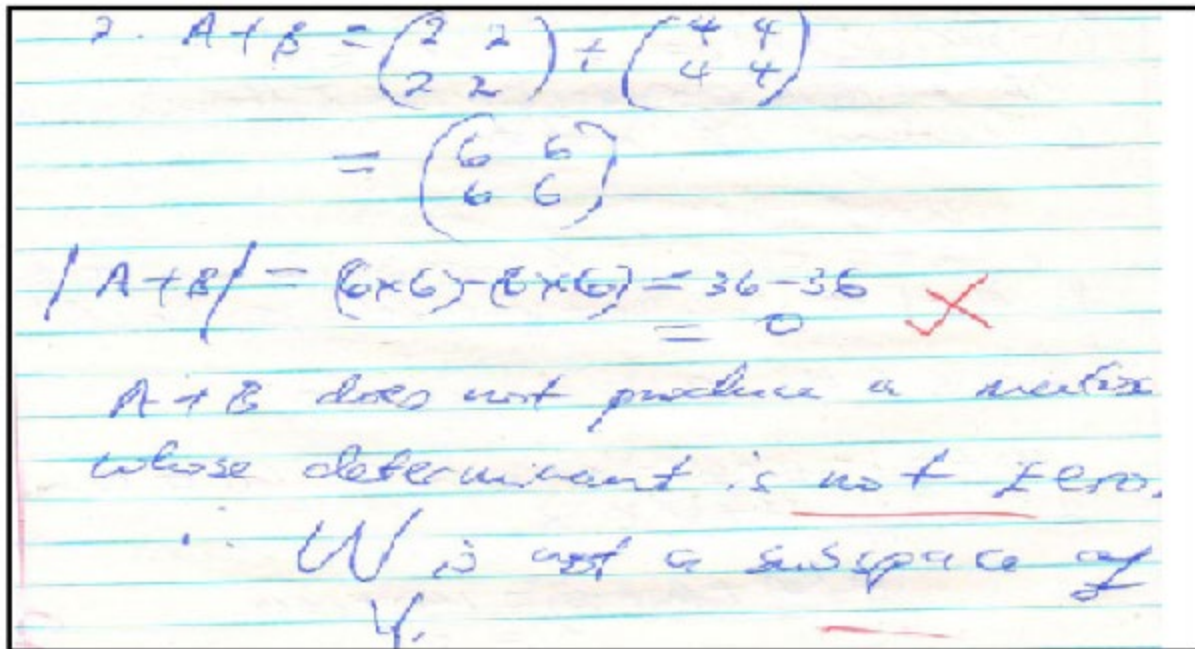 2. A+B = (2 2 2 2) + (4 4 4 4)
= (6 6 6 6)
|A+B| = (6×6)-(6×6) = 36-36
= 0
A+B does not produce a matrix
whose determinant is not zero.
∴ W is not a subspace of
V.